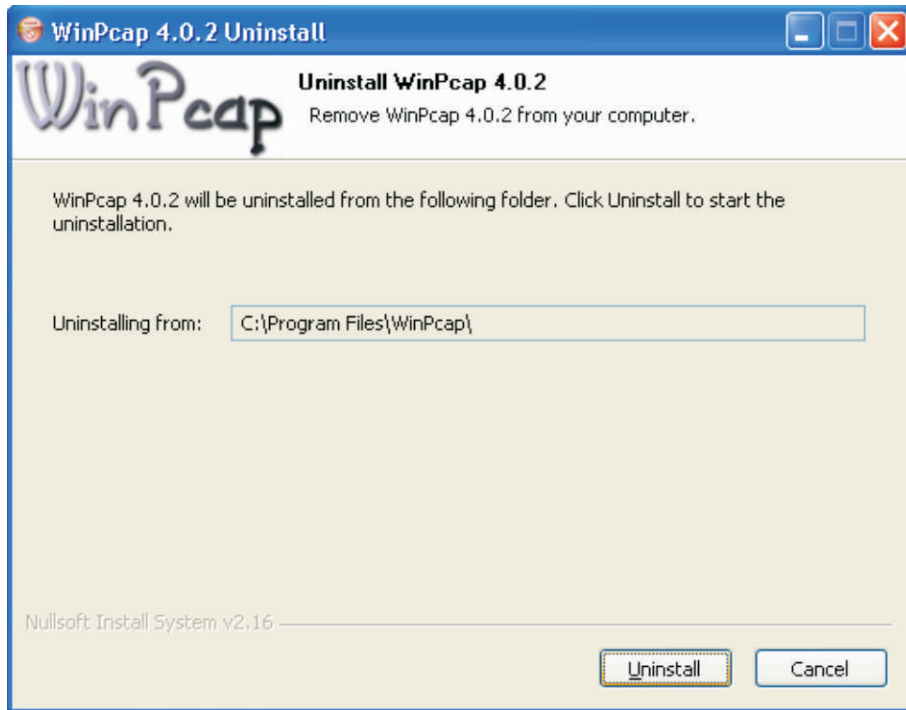 WinPcap 4.0.2 Uninstall
WinPcap
Uninstall WinPcap 4.0.2
Remove WinPcap 4.0.2 from your computer.
WinPcap 4.0.2 will be uninstalled from the following folder. Click Uninstall to start the
uninstallation.
Uninstalling from: C:\Program Files\WinPcap\
Nullsoft Install System v2.16
Uninstall Cancel